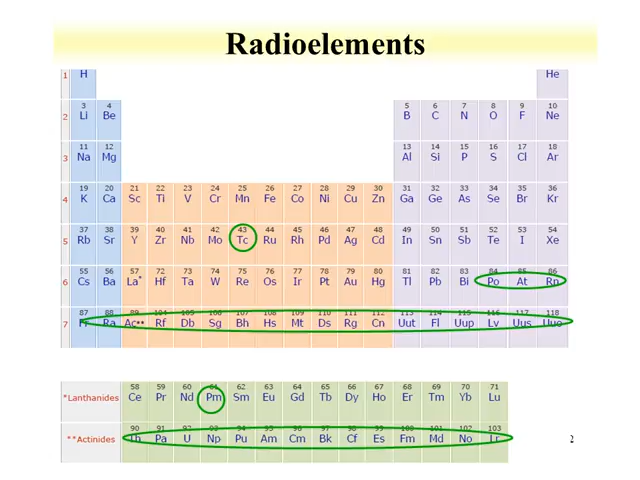 Radioelements
1 H He
3 4 5 6 7 8 9 10
2 Li Be B C N O F Ne
11 12 13 14 15 16 17 18
3 Na Mg Al Si P S Cl Ar
19 20 21 22 23 24 25 26 27 28 29 30 31 32 33 34 35 36
4 K Ca Sc Ti V Cr Mn Fe Co Ni Cu Zn Ga Ge As Se Br Kr
37 38 39 40 41 42 43 44 45 46 47 48 49 50 51 52 53 54
5 Rb Sr Y Zr Nb Mo Tc Ru Rh Pd Ag Cd In Sn Sb Te I Xe
55 56 57 72 73 74 75 76 77 78 79 80 81 82 83 84 85 86
6 Cs Ba La* Hf Ta W Re Os Ir Pt Au Hg Tl Pb Bi Po At Rn
87 88 89 104 105 106 107 108 109 110 111 112 113 114 115 116 117 118
7 Fr Ra Ac** Rf Db Sg Bh Hs Mt Ds Rg Cn Uut Fl Uup Lv Uus Uuo
58 59 60 61 62 63 64 65 66 67 68 69 70 71
*Lanthanides Ce Pr Nd Pm Sm Eu Gd Tb Dy Ho Er Tm Yb Lu
90 91 92 93 94 95 96 97 98 99 100 101 102 103
**Actinides Th Pa U Np Pu Am Cm Bk Cf Es Fm Md No Lr
2